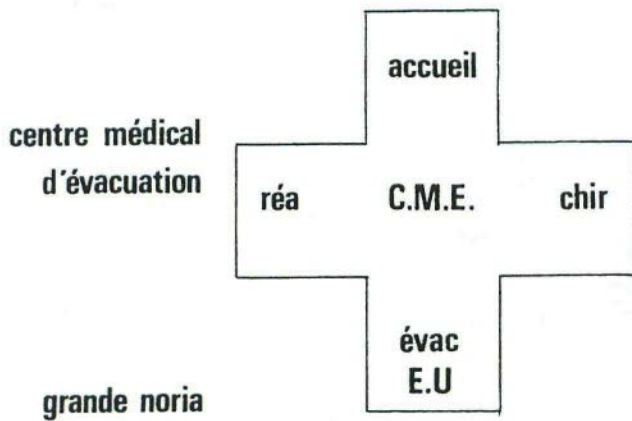 accueil
centre médical
d'évacuation
réa C.M.E. chir
évac
E.U
grande noria